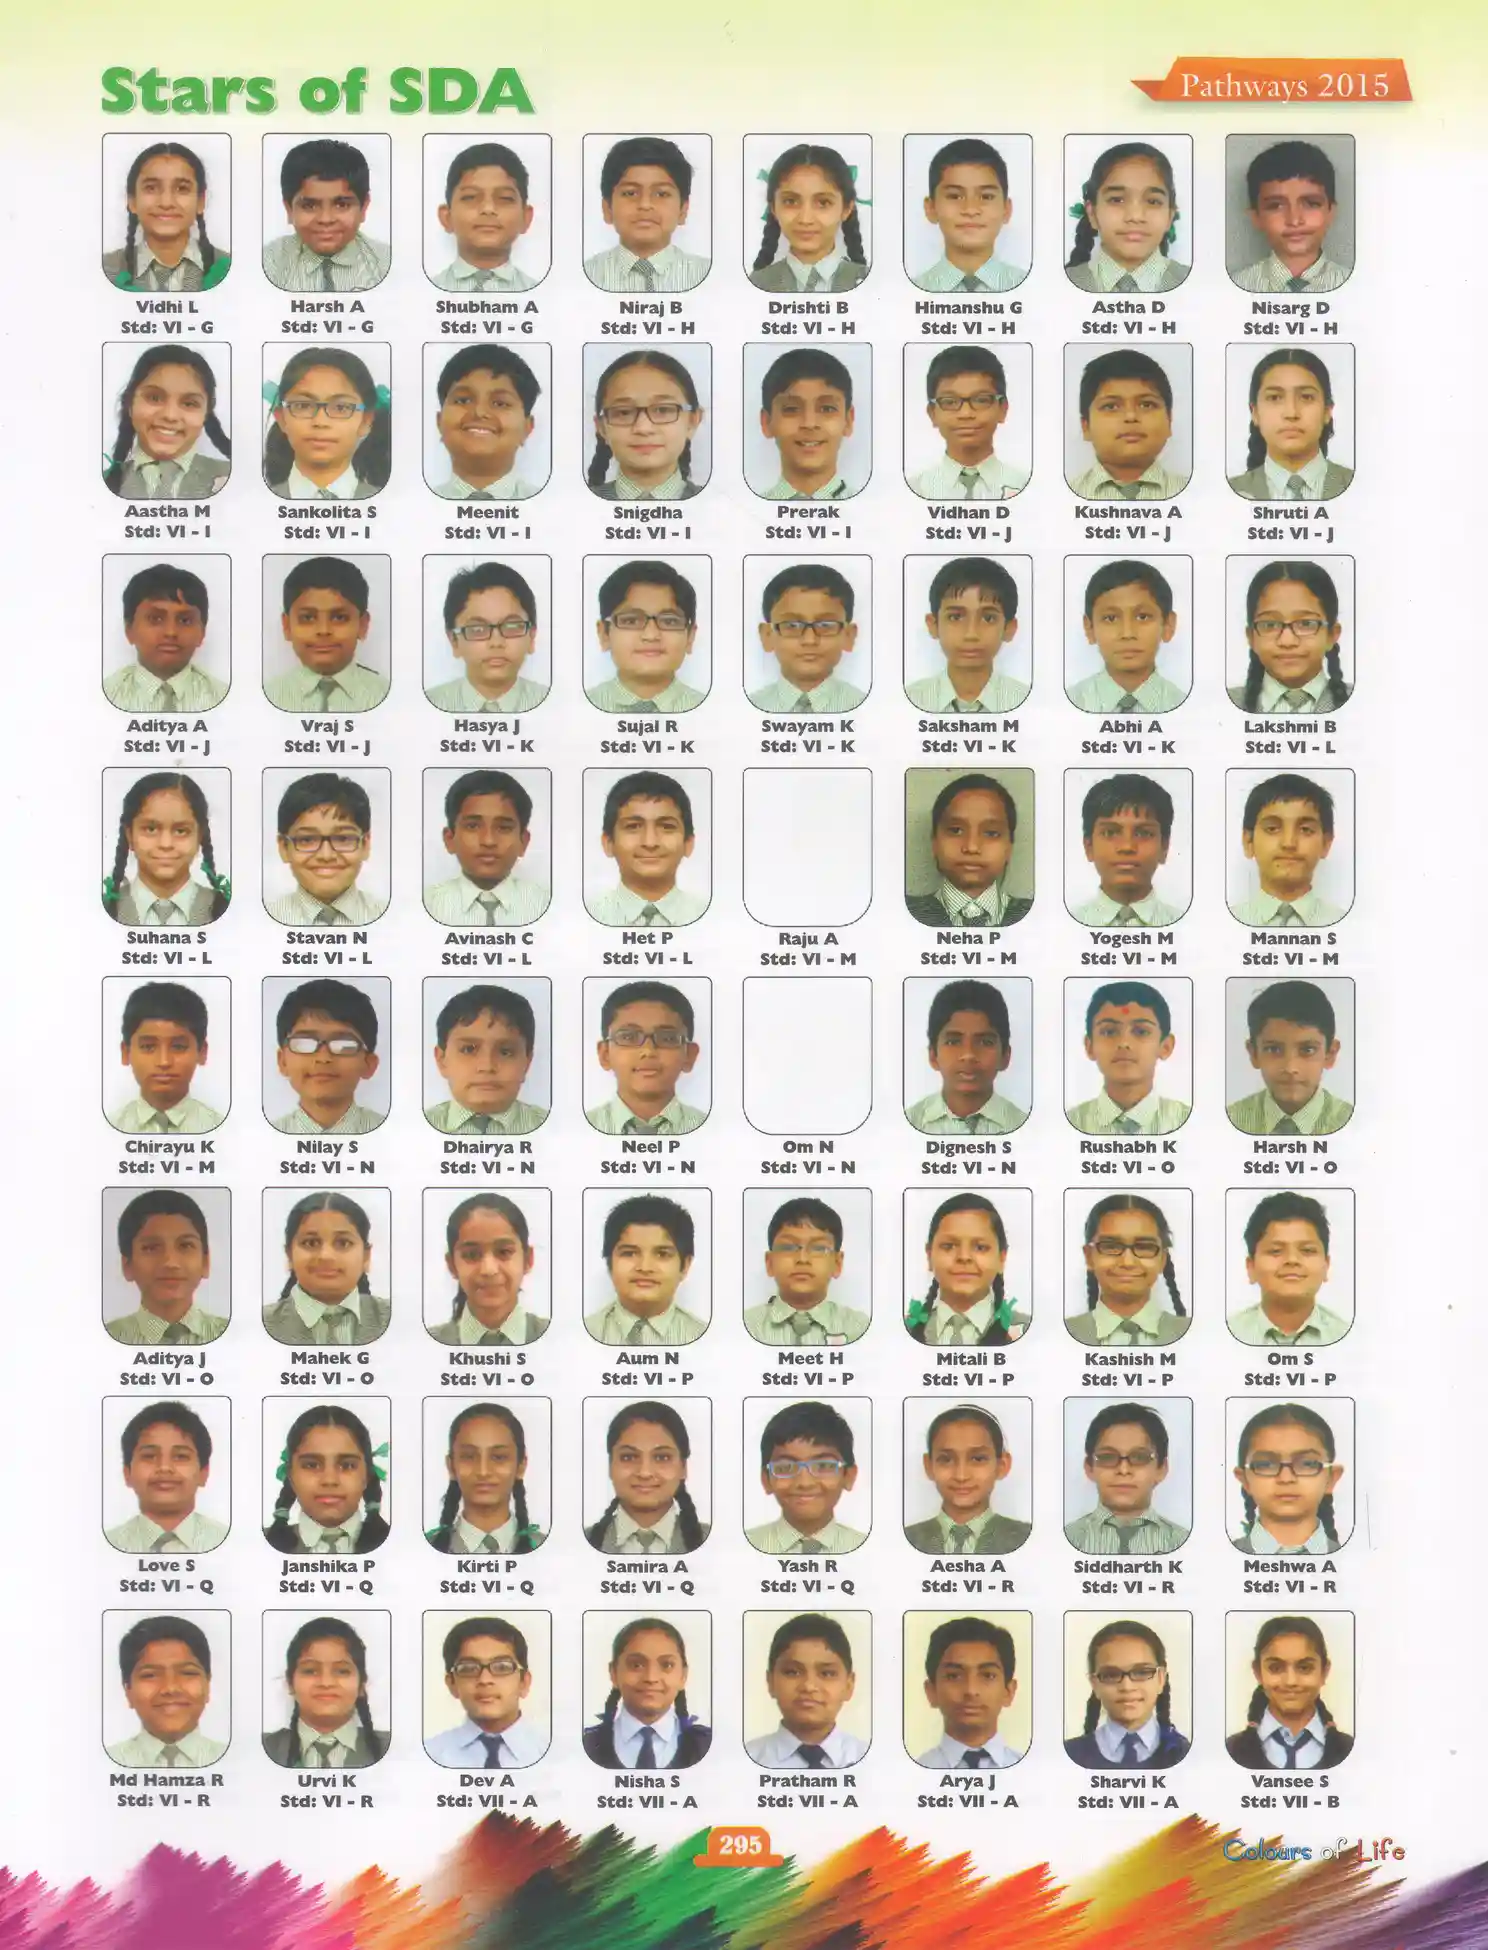 Stars of SDA
Pathways 2015
Vidhi L Harsh A Shubham A Niraj B Drishti B Himanshu G Astha D Nisarg D
Std: VI - G Std: VI - G Std: VI - G Std: VI - H Std: VI - H Std: VI - H Std: VI - H Std: VI - H
Aastha M Sankolita S Meenit Snigdha Prerak Vidhan D Kushnava A Shruti A
Std: VI - I Std: VI - I Std: VI - I Std: VI - I Std: VI - I Std: VI - J Std: VI - J Std: VI - J
Aditya A Vraj S Hasya J Sujal R Swayam K Saksham M Abhi A Lakshmi B
Std: VI - J Std: VI - J Std: VI - K Std: VI - K Std: VI - K Std: VI - K Std: VI - K Std: VI - L
Suhana S Stavan N Avinash C Het P Raju A Neha P Yogesh M Mannan S
Std: VI - L Std: VI - L Std: VI - L Std: VI - L Std: VI - M Std: VI - M Std: VI - M Std: VI - M
Chirayu K Nilay S Dhairya R Neel P Om N Dignesh S Rushabh K Harsh N
Std: VI - M Std: VI - N Std: VI - N Std: VI - N Std: VI - N Std: VI - N Std: VI - O Std: VI - O
Aditya J Mahek G Khushi S Aum N Meet H Mitali B Kashish M Om S
Std: VI - O Std: VI - O Std: VI - O Std: VI - P Std: VI - P Std: VI - P Std: VI - P Std: VI - P
Love S Janshika P Kirti P Samira A Yash R Aesha A Siddharth K Meshwa A
Std: VI - Q Std: VI - Q Std: VI - Q Std: VI - Q Std: VI - Q Std: VI - R Std: VI - R Std: VI - R
Md Hamza R Urvi K Dev A Nisha S Pratham R Arya J Sharvi K Vansee S
Std: VI - R Std: VI - R Std: VII - A Std: VII - A Std: VII - A Std: VII - A Std: VII - A Std: VII - B
295
Colours of Life